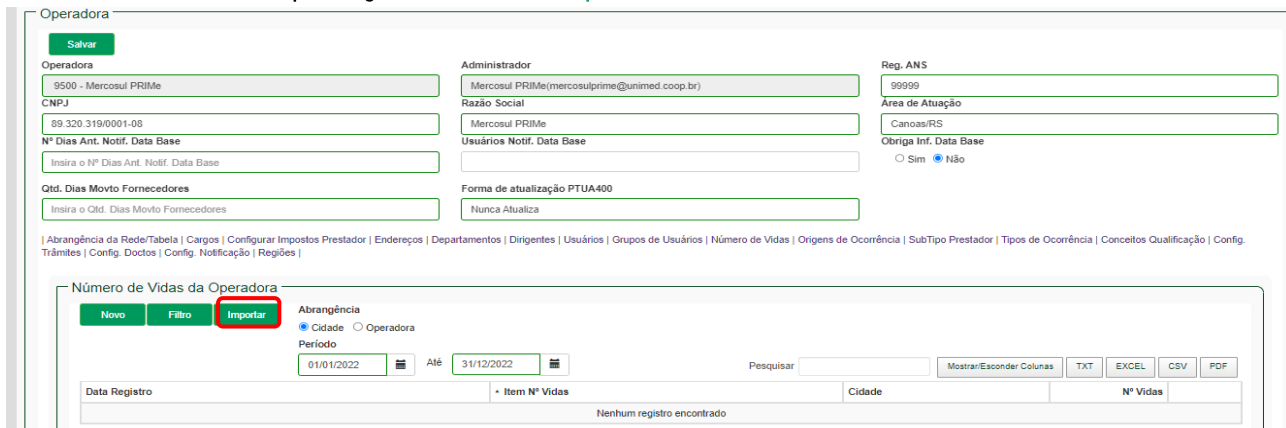 Operadora
Salvar
Operadora Administrador Reg. ANS
9500 - Mercosul PRIMe Mercosul PRIMe(mercosulprime@unimed.coop.br) 99999
CNPJ Razão Social Área de Atuação
89.320.319/0001-08 Mercosul PRIMe Canoas/RS
Nº Dias Ant. Notif. Data Base Usuários Notif. Data Base Obriga Inf. Data Base
Insira o Nº Dias Ant. Notif. Data Base Sim Não
Qtd. Dias Movto Fornecedores Forma de atualização PTUA400
Insira o Qtd. Dias Movto Fornecedores Nunca Atualiza
| Abrangência da Rede/Tabela | Cargos | Configurar Impostos Prestador | Endereços | Departamentos | Dirigentes | Usuários | Grupos de Usuários | Número de Vidas | Origens de Ocorrência | SubTipo Prestador | Tipos de Ocorrência | Conceitos Qualificação | Config.
Trâmites | Config. Doctos | Config. Notificação | Regiões |
Número de Vidas da Operadora
Novo Filtro Importar Abrangência
Cidade Operadora
Período
01/01/2022 Até 31/12/2022 Pesquisar Mostrar/Esconder Colunas TXT EXCEL CSV PDF
Data Registro Item Nº Vidas Cidade Nº Vidas
Nenhum registro encontrado